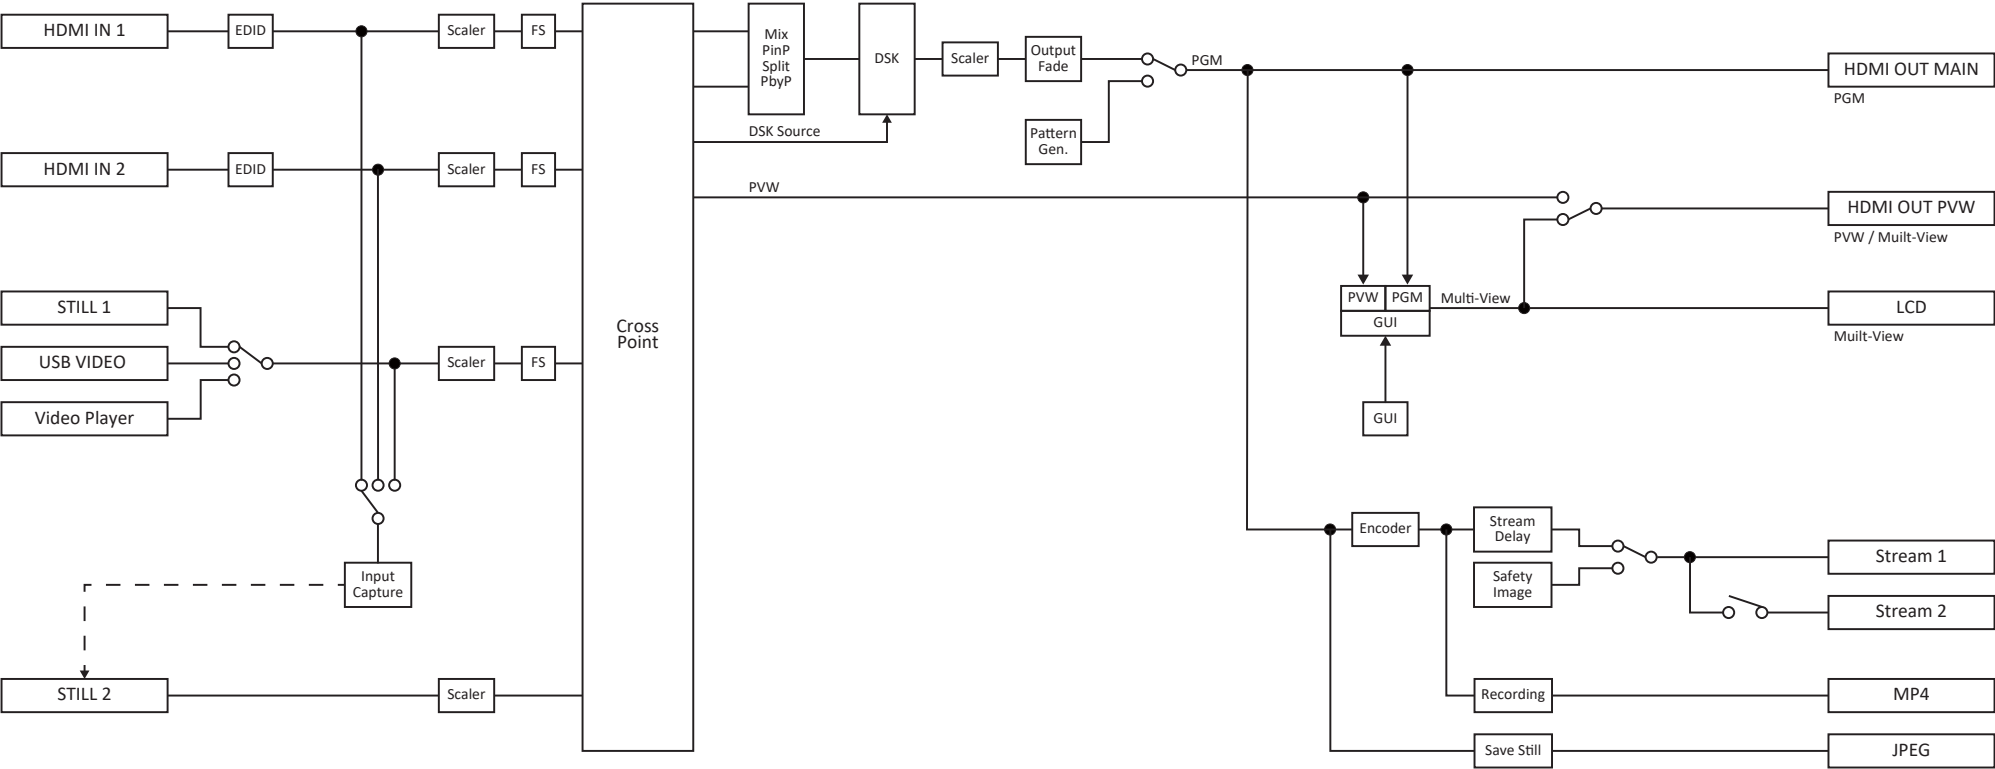 HDMI IN 1
EDID
Scaler
FS
Mix
PinP
Split
PbyP
DSK
Scaler
Output
Fade
PGM
HDMI OUT MAIN
PGM
DSK Source
Pattern
Gen.
HDMI IN 2
EDID
Scaler
FS
PVW
HDMI OUT PVW
PVW / Muilt-View
STILL 1
Cross
Point
PVW
PGM
GUI
Multi-View
LCD
Muilt-View
USB VIDEO
Scaler
FS
Video Player
GUI
Encoder
Stream
Delay
Stream 1
Input
Capture
Safety
Image
Stream 2
STILL 2
Scaler
Recording
MP4
Save Still
JPEG